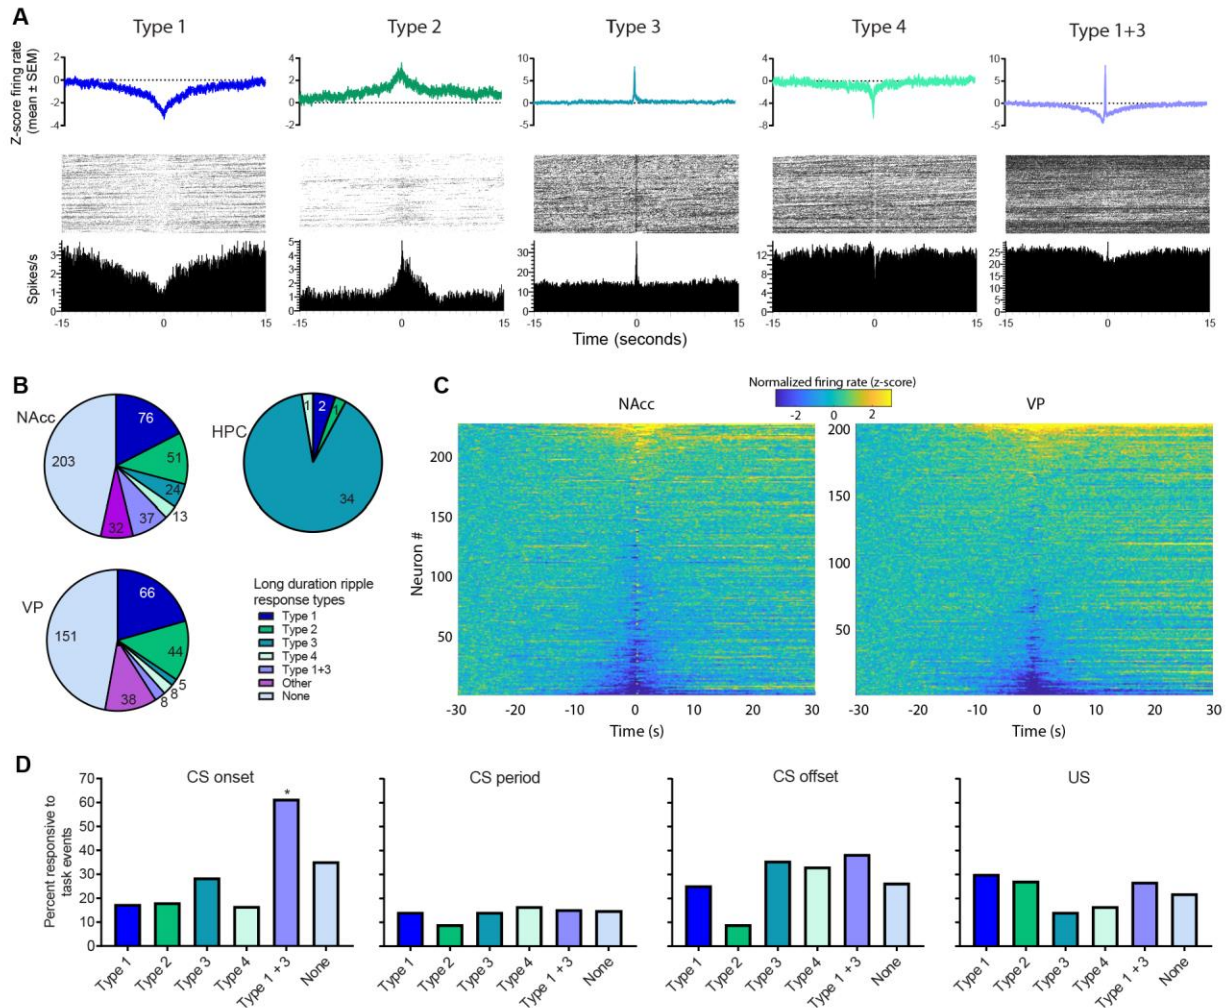 A
Type 1
Type 2
Type 3
Type 4
Type 1+3
Z-score firing rate
(mean ± SEM)
2
0
-2
-4
6
4
2
0
-2
10
5
0
-5
4
0
-4
-8
10
5
0
-5
Spikes/s
4
3
2
1
0
5
4
3
2
1
0
30
20
10
0
12
10
8
6
4
2
0
25
20
15
10
5
0
-15 0 15
-15 0 15
-15 0 15
-15 0 15
-15 0 15
Time (seconds)
B
NAcc
76
51
24
13
37
32
203
HPC
1
2
1
34
VP
66
44
5
8
8
38
151
Long duration ripple
response types
Type 1
Type 2
Type 3
Type 4
Type 1+3
Other
None
C
Normalized firing rate (z-score)
-2 0 2
NAcc
VP
Neuron #
200
150
100
50
200
150
100
50
-30 -20 -10 0 10 20 30
-30 -20 -10 0 10 20 30
Time (s)
Time (s)
D
Percent responsive to
task events
70
60
50
40
30
20
10
0
CS onset
*
CS period
CS offset
US
Type 1
Type 2
Type 3
Type 4
Type 1 + 3
None
Type 1
Type 2
Type 3
Type 4
Type 1 + 3
None
Type 1
Type 2
Type 3
Type 4
Type 1 + 3
None
Type 1
Type 2
Type 3
Type 4
Type 1 + 3
None